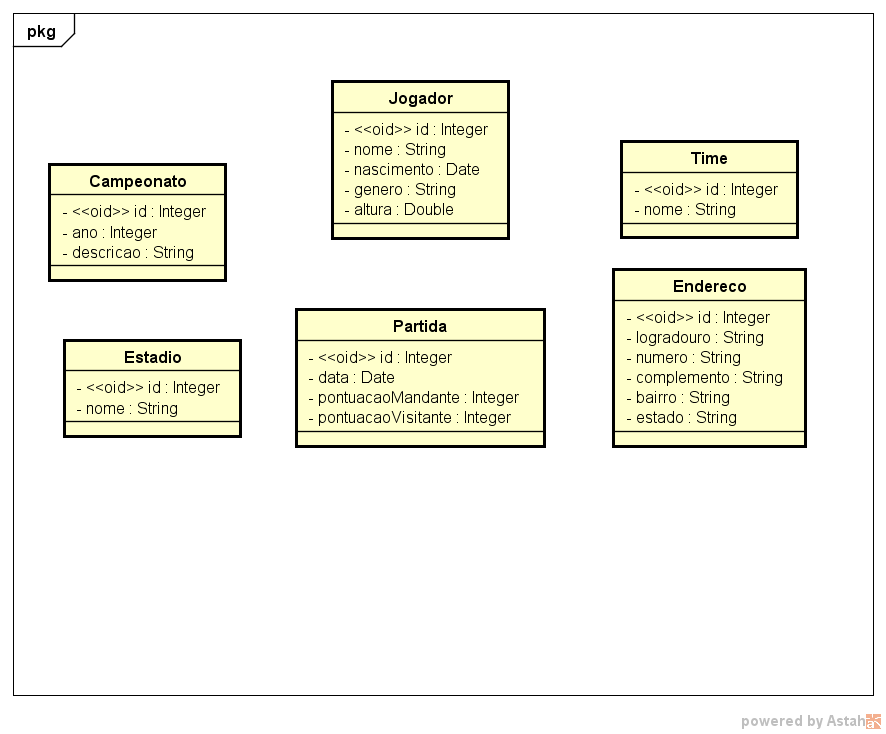 pkg
Jogador
- <<oid>> id : Integer
- nome : String
- nascimento : Date
- genero : String
- altura : Double
Time
- <<oid>> id : Integer
- nome : String
Campeonato
- <<oid>> id : Integer
- ano : Integer
- descricao : String
Endereco
- <<oid>> id : Integer
- logradouro : String
- numero : String
- complemento : String
- bairro : String
- estado : String
Partida
- <<oid>> id : Integer
- data : Date
- pontuacaoMandante : Integer
- pontuacaoVisitante : Integer
Estadio
- <<oid>> id : Integer
- nome : String
powered by Astah